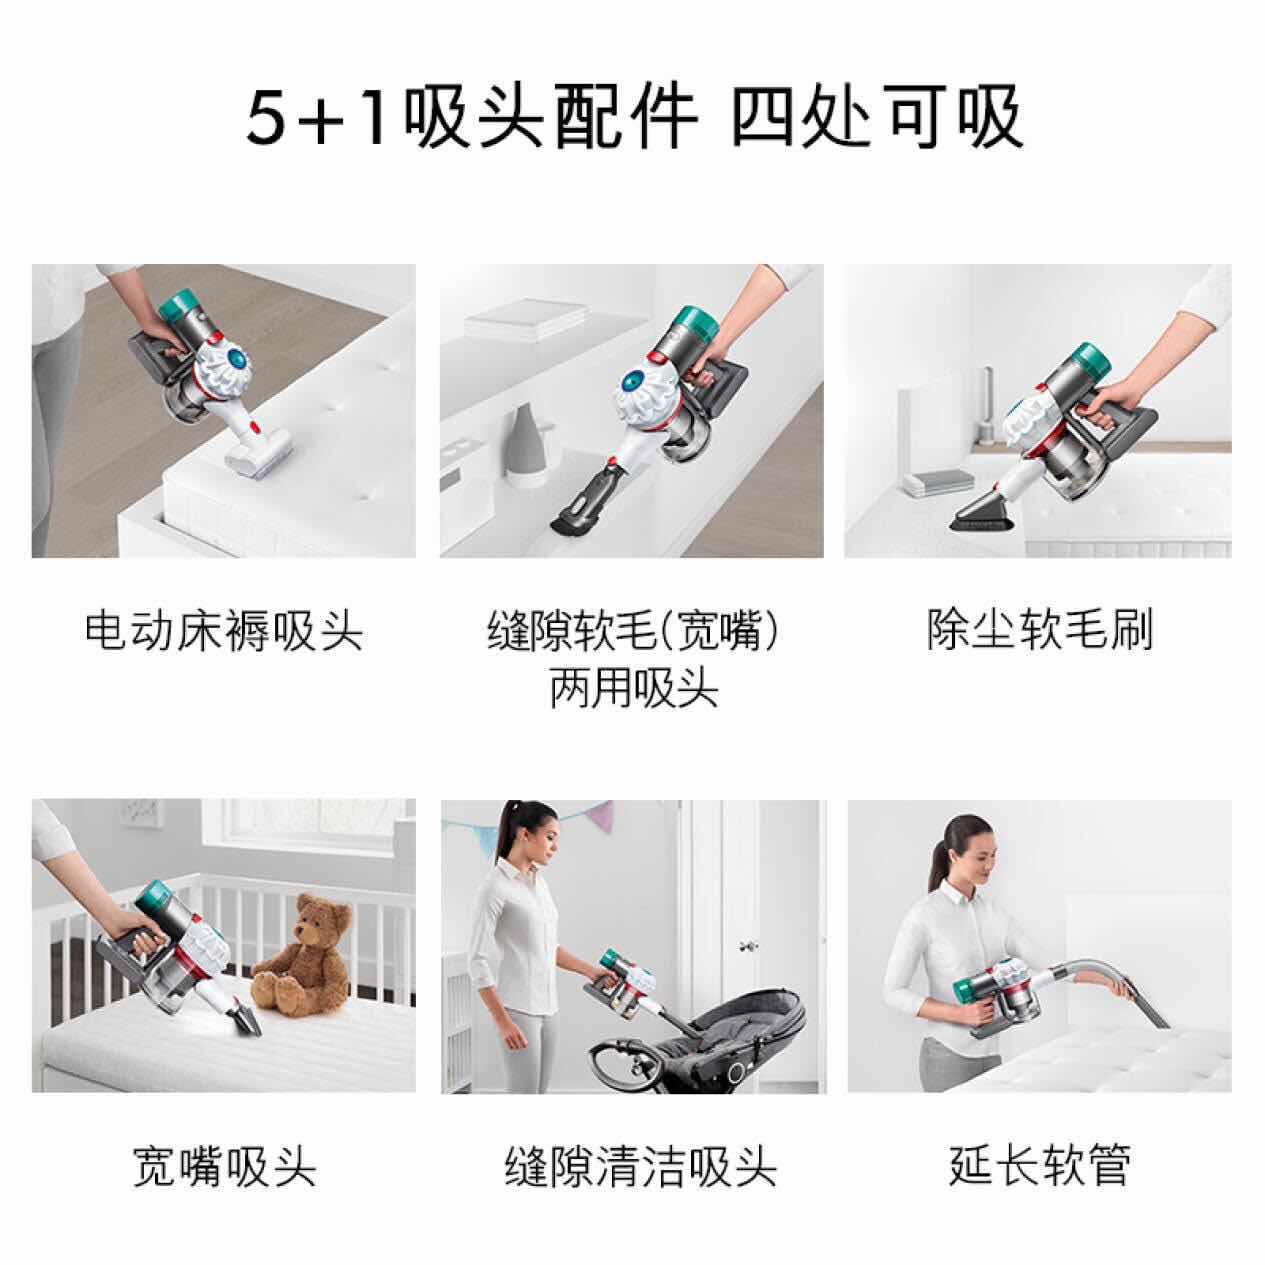 5+1吸头配件 四处可吸
电动床褥吸头
缝隙软毛(宽嘴)
两用吸头
除尘软毛刷
宽嘴吸头
缝隙清洁吸头
延长软管